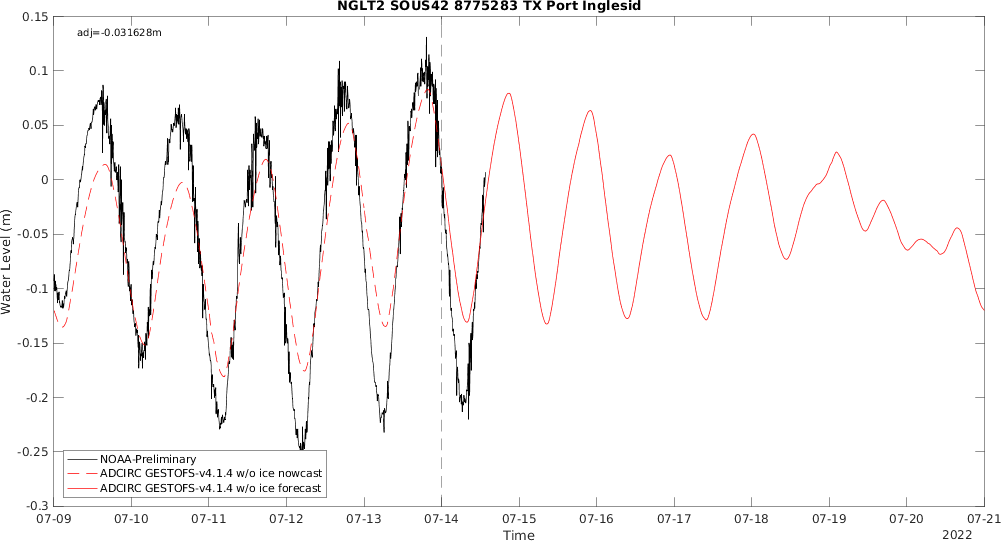 NGLT2 SOUS42 8775283 TX Port Inglesid
adj=-0.031628m
0.15
0.1
0.05
0
-0.05
-0.1
-0.15
-0.2
-0.25
-0.3
Water Level (m)
NOAA-Preliminary
ADCIRC GESTOFS-v4.1.4 w/o ice nowcast
ADCIRC GESTOFS-v4.1.4 w/o ice forecast
07-09 07-10 07-11 07-12 07-13 07-14 07-15 07-16 07-17 07-18 07-19 07-20 07-21
Time
2022